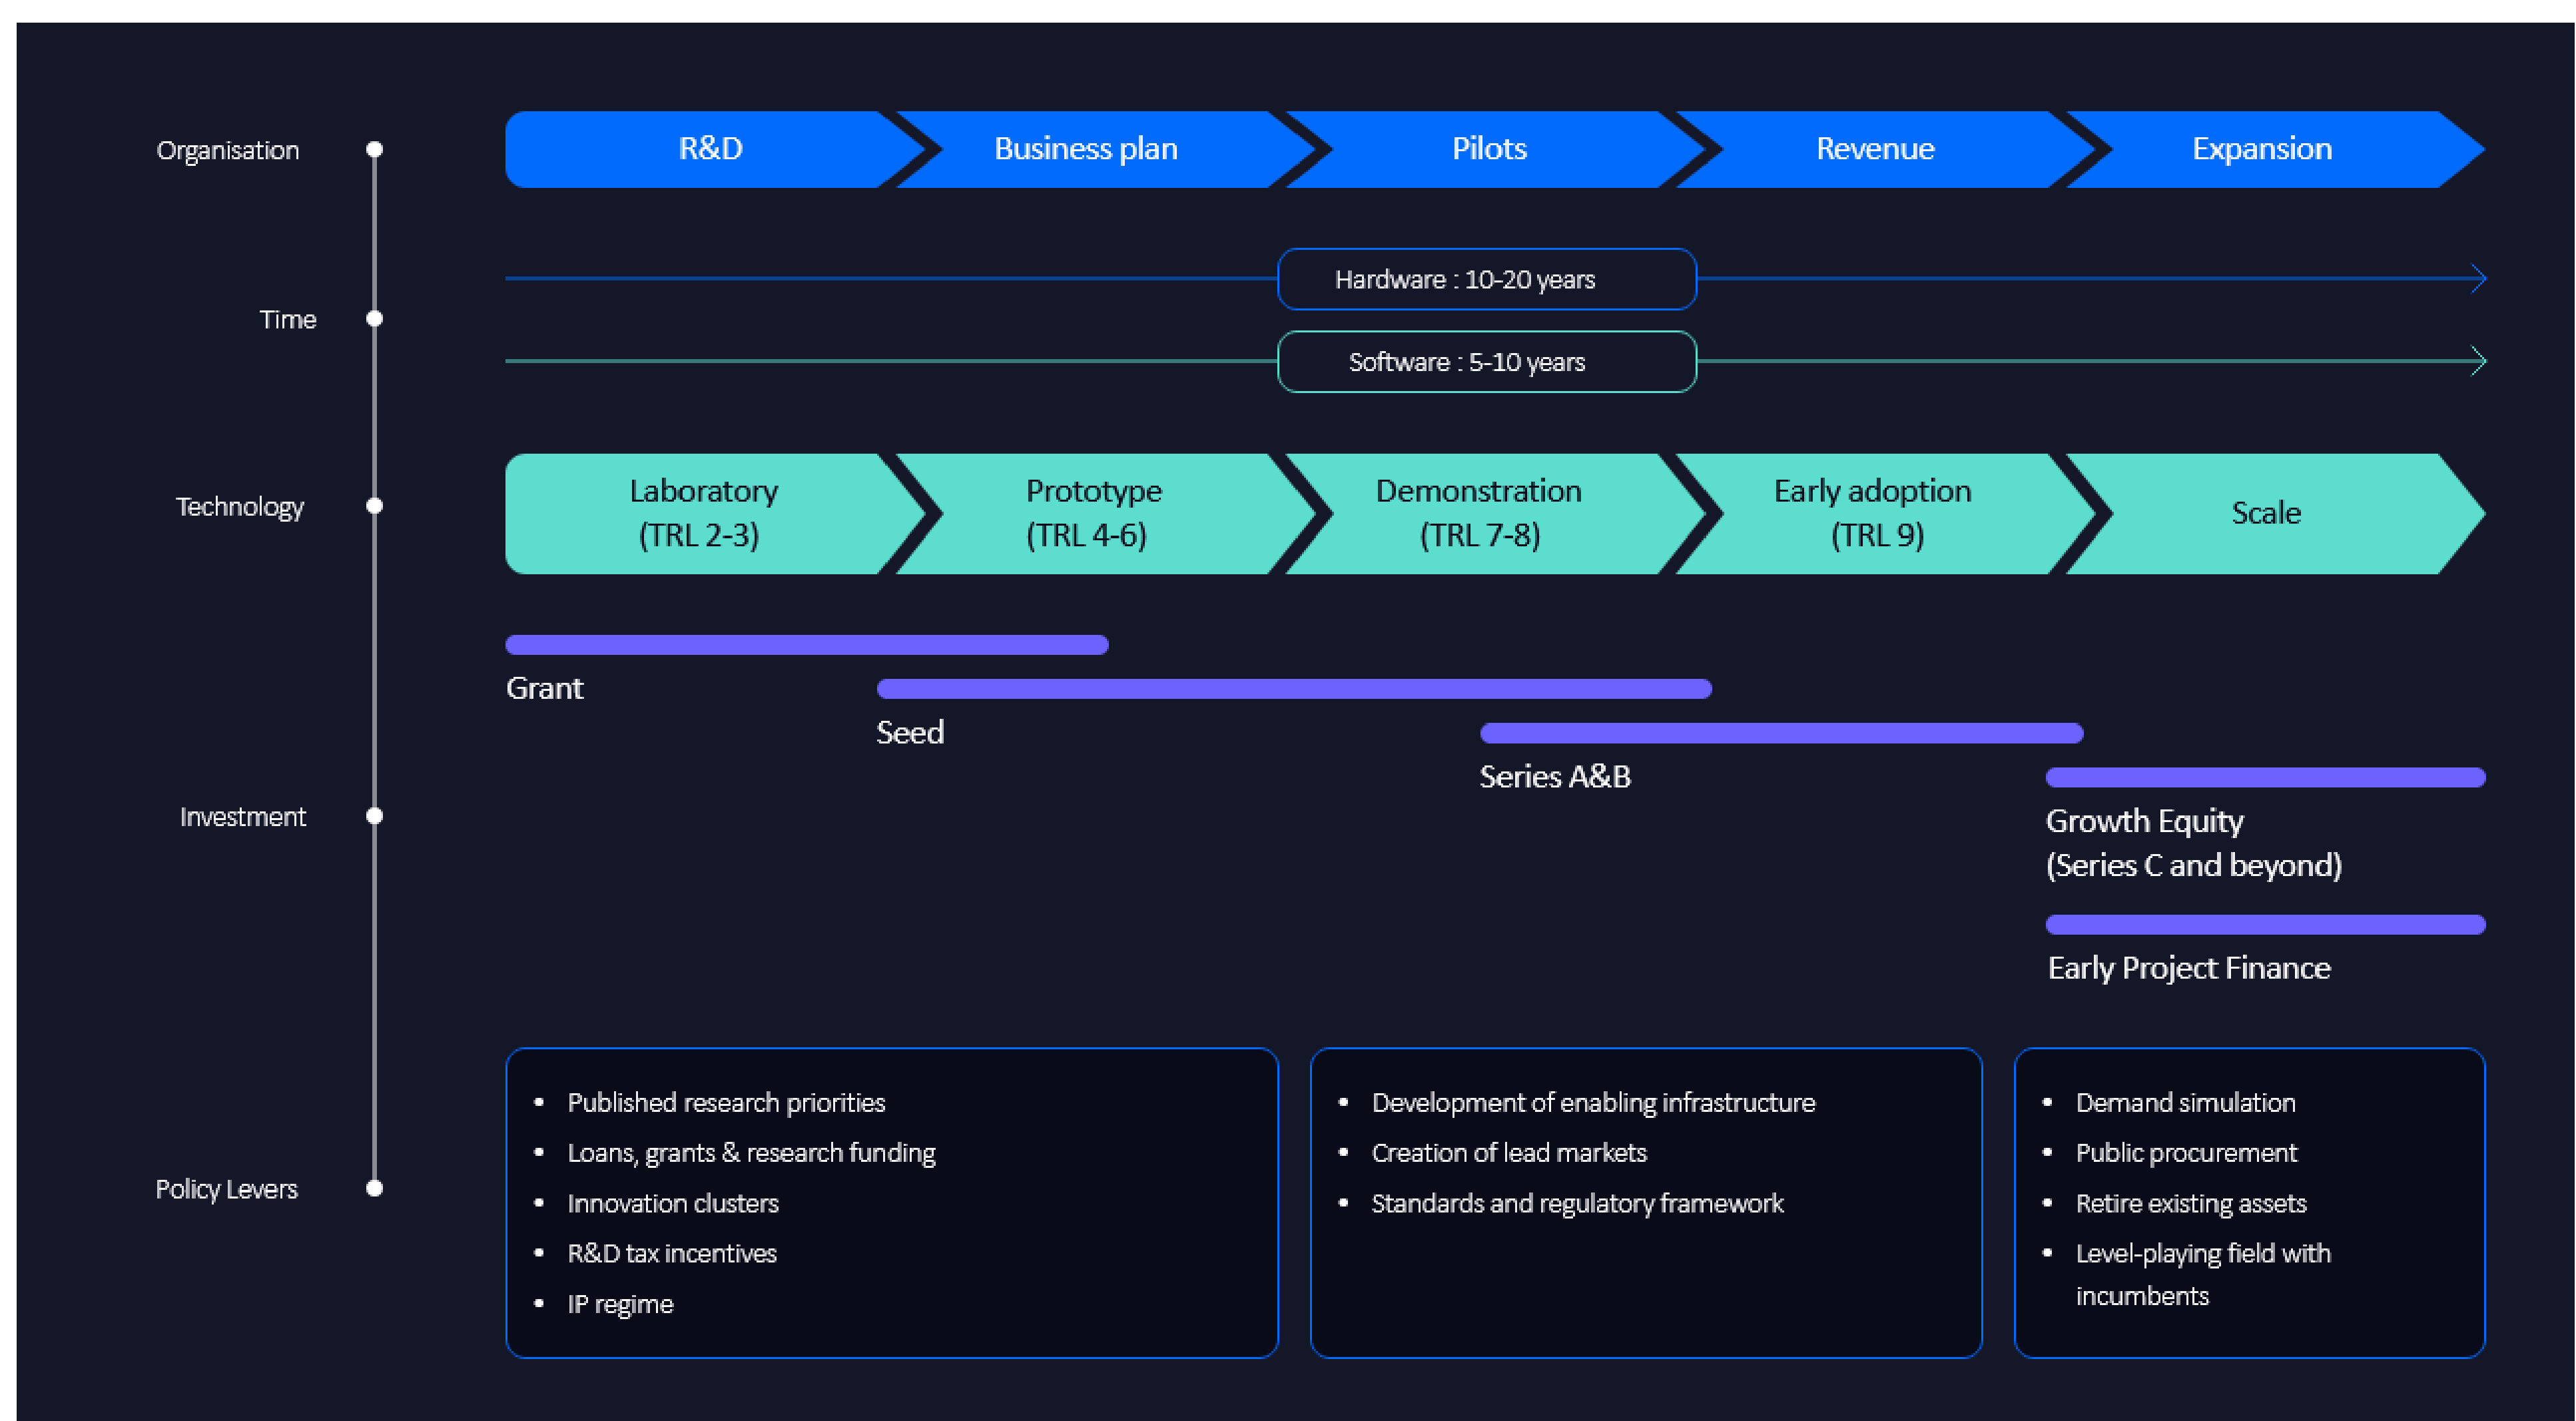 Organisation
R&D
Business plan
Pilots
Revenue
Expansion
Time
Hardware : 10-20 years
Software : 5-10 years
Technology
Laboratory
(TRL 2-3)
Prototype
(TRL 4-6)
Demonstration
(TRL 7-8)
Early adoption
(TRL 9)
Scale
Investment
Grant
Seed
Series A&B
Growth Equity
(Series C and beyond)
Early Project Finance
Policy Levers
• Published research priorities
• Loans, grants & research funding
• Innovation clusters
• R&D tax incentives
• IP regime
• Development of enabling infrastructure
• Creation of lead markets
• Standards and regulatory framework
• Demand simulation
• Public procurement
• Retire existing assets
• Level-playing field with
incumbents